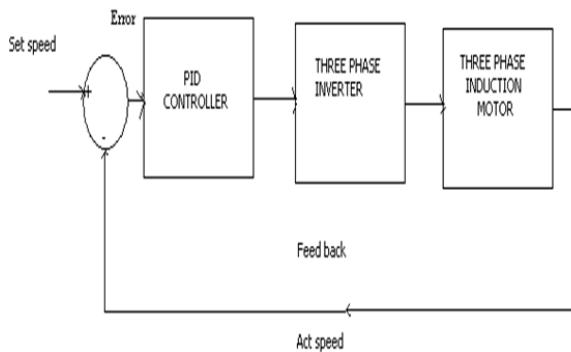 Set speed
Error
+
-
PID
CONTROLLER
THREE PHASE
INVERTER
THREE PHASE
INDUCTION
MOTOR
Feed back
Act speed